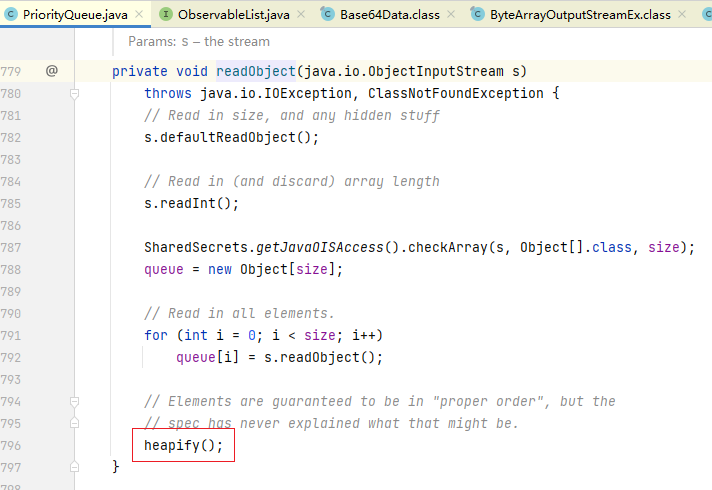 PriorityQueue.java ObservableList.java Base64Data.class ByteArrayOutputStreamEx.class
Params: s – the stream
779 @ private void readObject(java.io.ObjectInputStream s)
780 throws java.io.IOException, ClassNotFoundException {
781 // Read in size, and any hidden stuff
782 s.defaultReadObject();
783
784 // Read in (and discard) array length
785 s.readInt();
786
787 SharedSecrets.getJavaOISAccess().checkArray(s, Object[].class, size);
788 queue = new Object[size];
789
790 // Read in all elements.
791 for (int i = 0; i < size; i++)
792 queue[i] = s.readObject();
793
794 // Elements are guaranteed to be in "proper order", but the
795 // spec has never explained what that might be.
796 heapify();
797 }
798